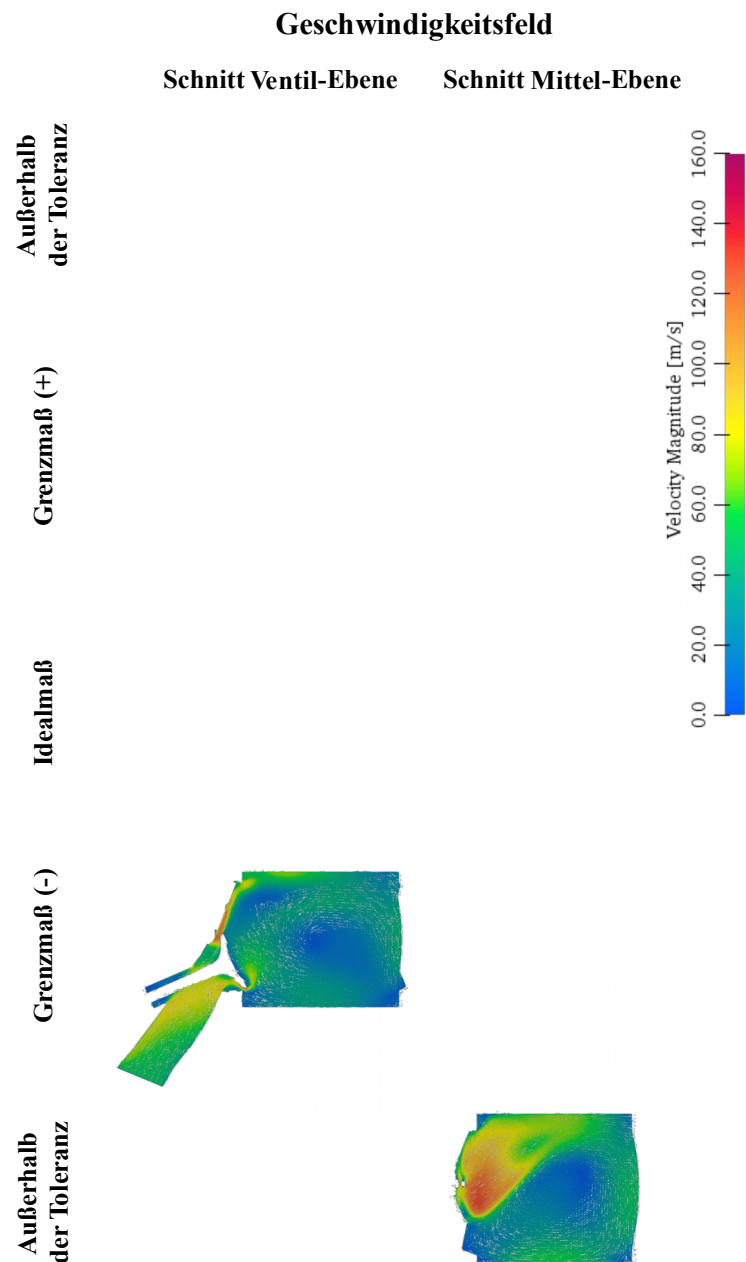 Geschwindigkeitsfeld
Schnitt Ventil-Ebene
Schnitt Mittel-Ebene
Außerhalb
der Toleranz
Grenzmaß (+)
Idealmaß
Grenzmaß (-)
Außerhalb
der Toleranz
Velocity Magnitude [m/s]
160.0
140.0
120.0
100.0
80.0
60.0
40.0
20.0
0.0